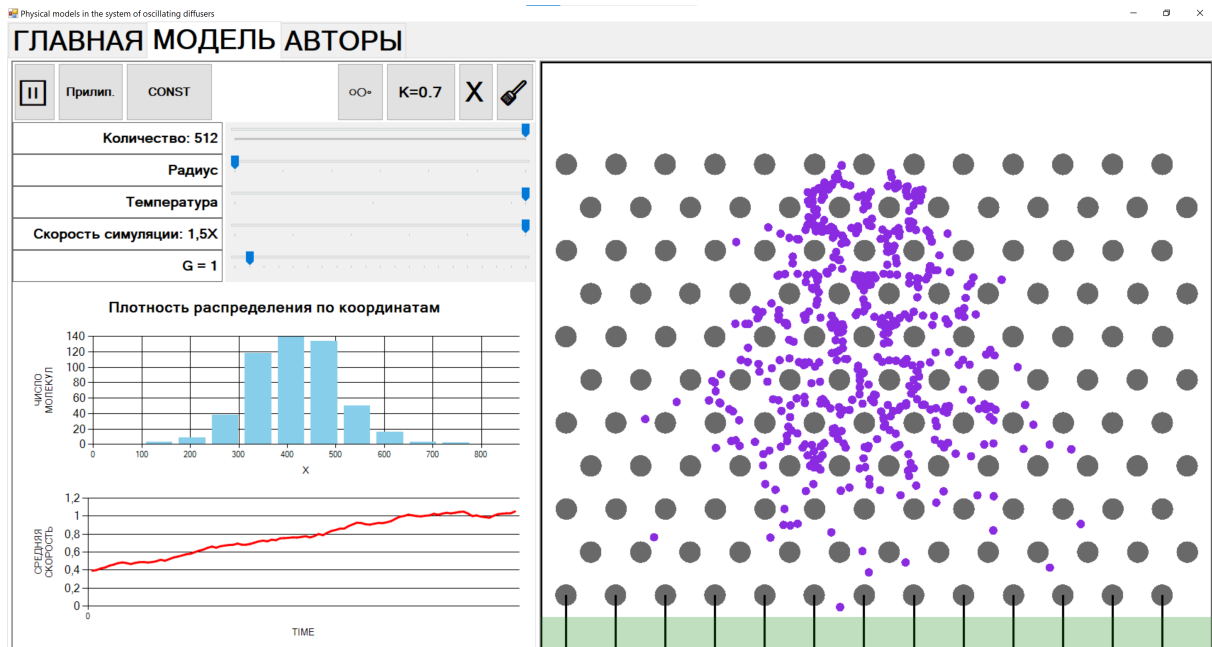 Physical models in the system of oscillating diffusers
ГЛАВНАЯ МОДЕЛЬ АВТОРЫ
Прилип. CONST K=0.7 X
Количество: 512
Радиус
Температура
Скорость симуляции: 1,5X
G = 1
Плотность распределения по координатам
ЧИСЛО
МОЛЕКУЛ
140
120
100
80
60
40
20
0
0 100 200 300 400 500 600 700 800
X
СРЕДНЯЯ
СКОРОСТЬ
1,2
1
0,8
0,6
0,4
0,2
0
0
TIME